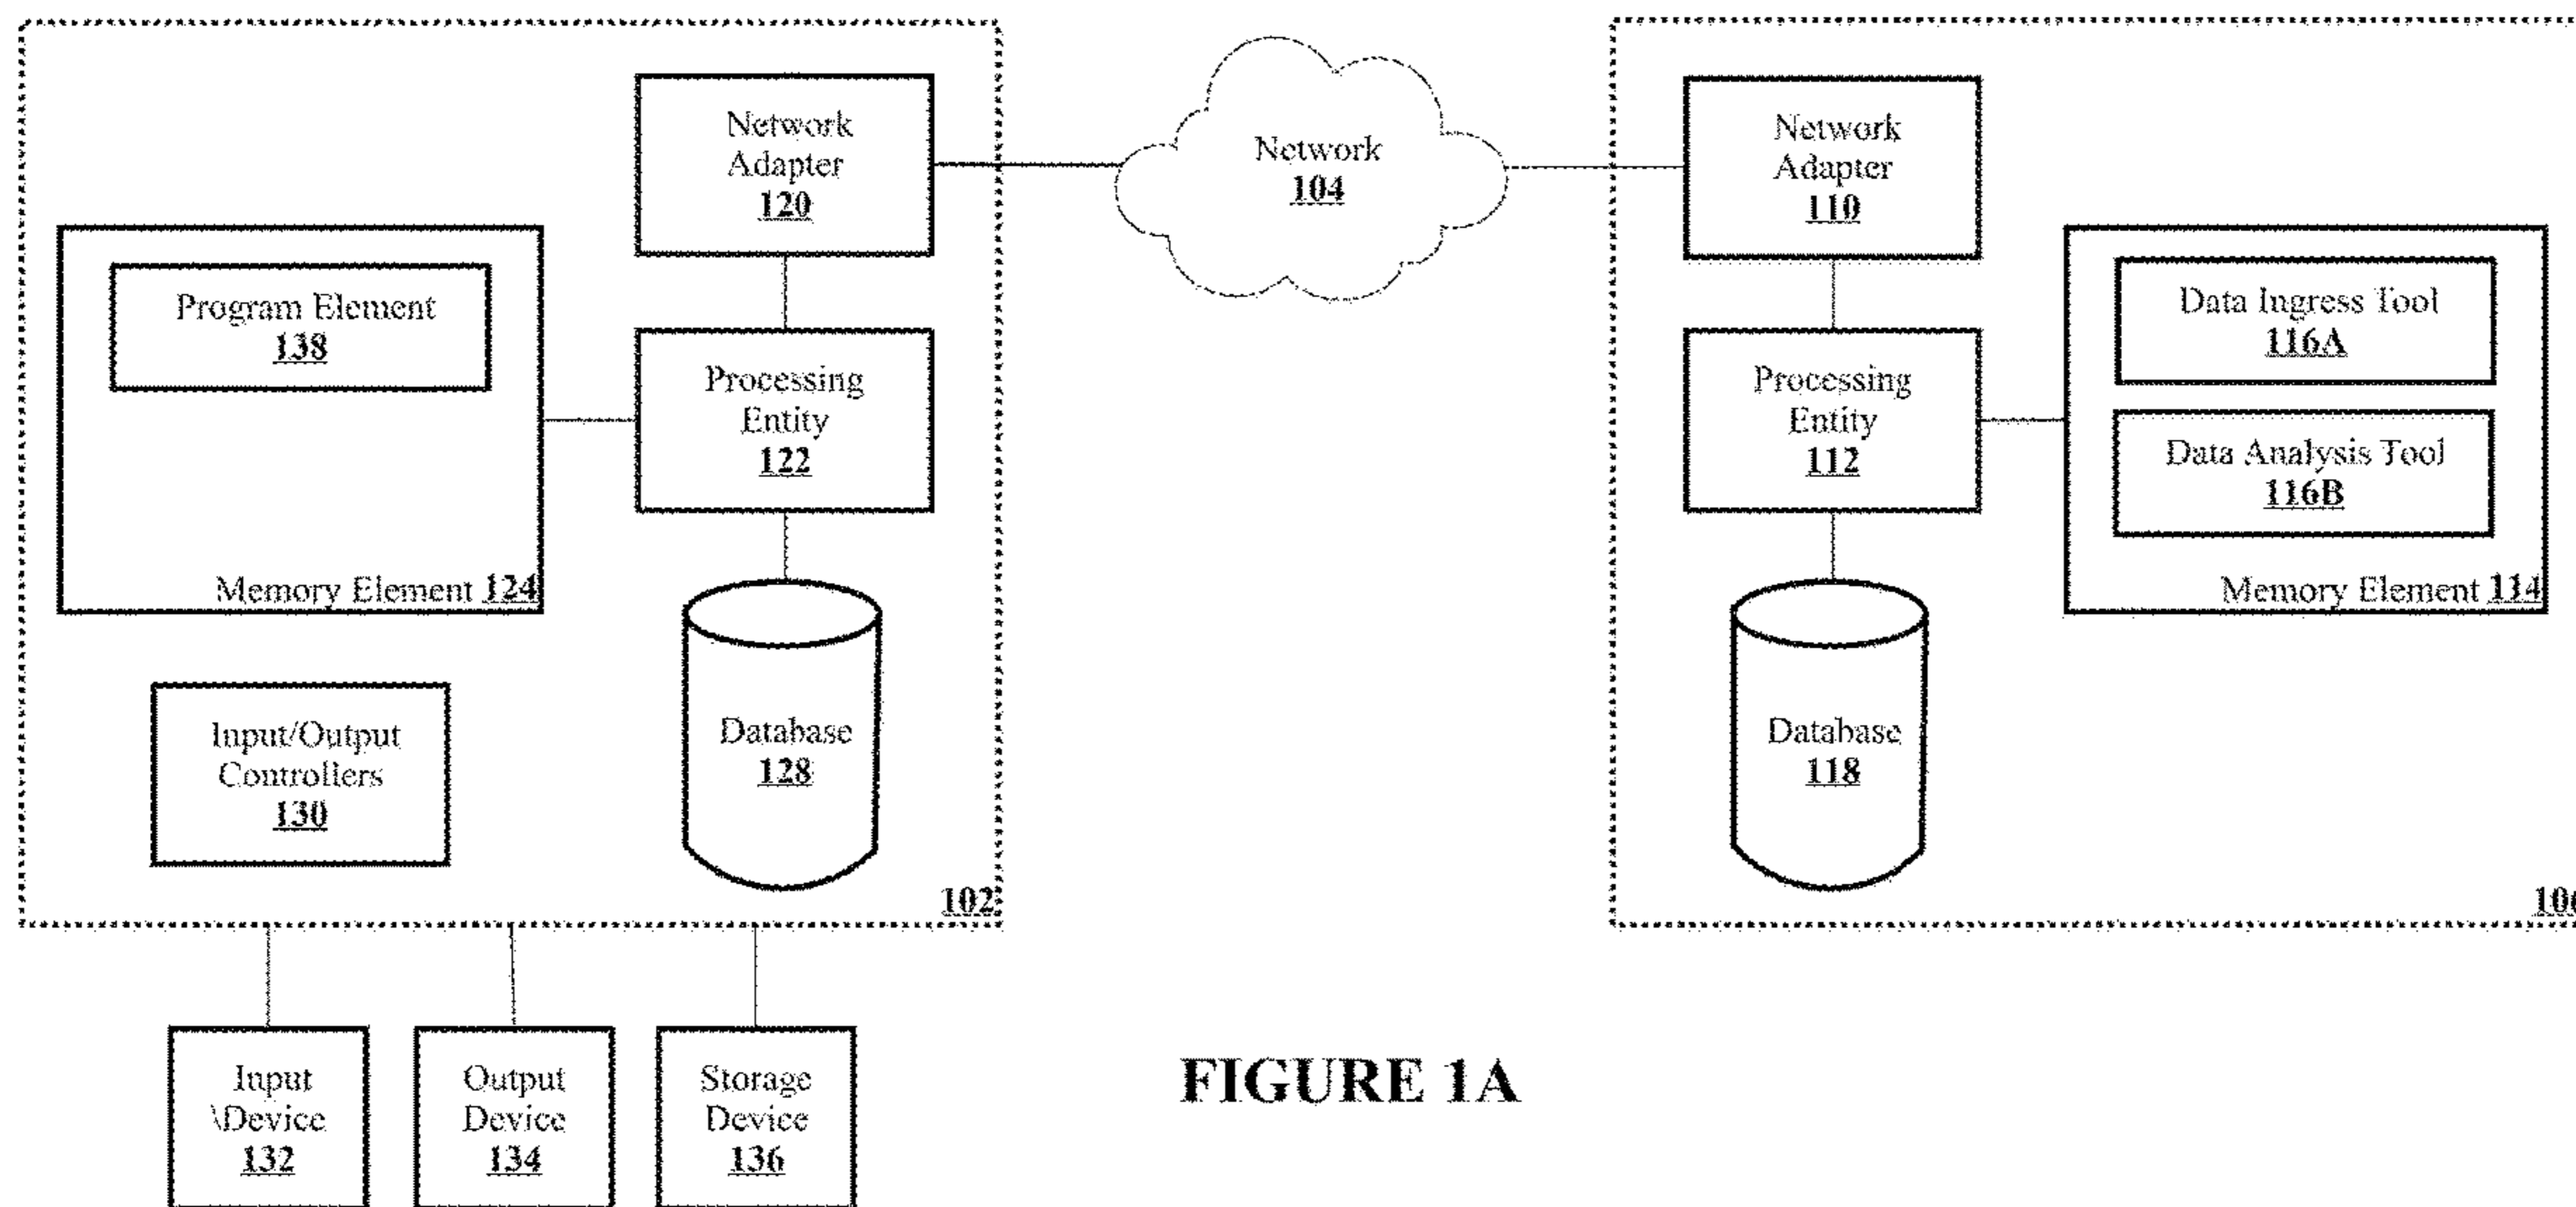 Network
Adapter
120
Program Element
138
Processing
Entity
122
Memory Element 124
Input/Output
Controllers
130
Database
128
102
Input
\Device
132
Output
Device
134
Storage
Device
136
Network
104
Network
Adapter
110
Processing
Entity
112
Data Ingress Tool
116A
Data Analysis Tool
116B
Memory Element 114
Database
118
106
FIGURE 1A